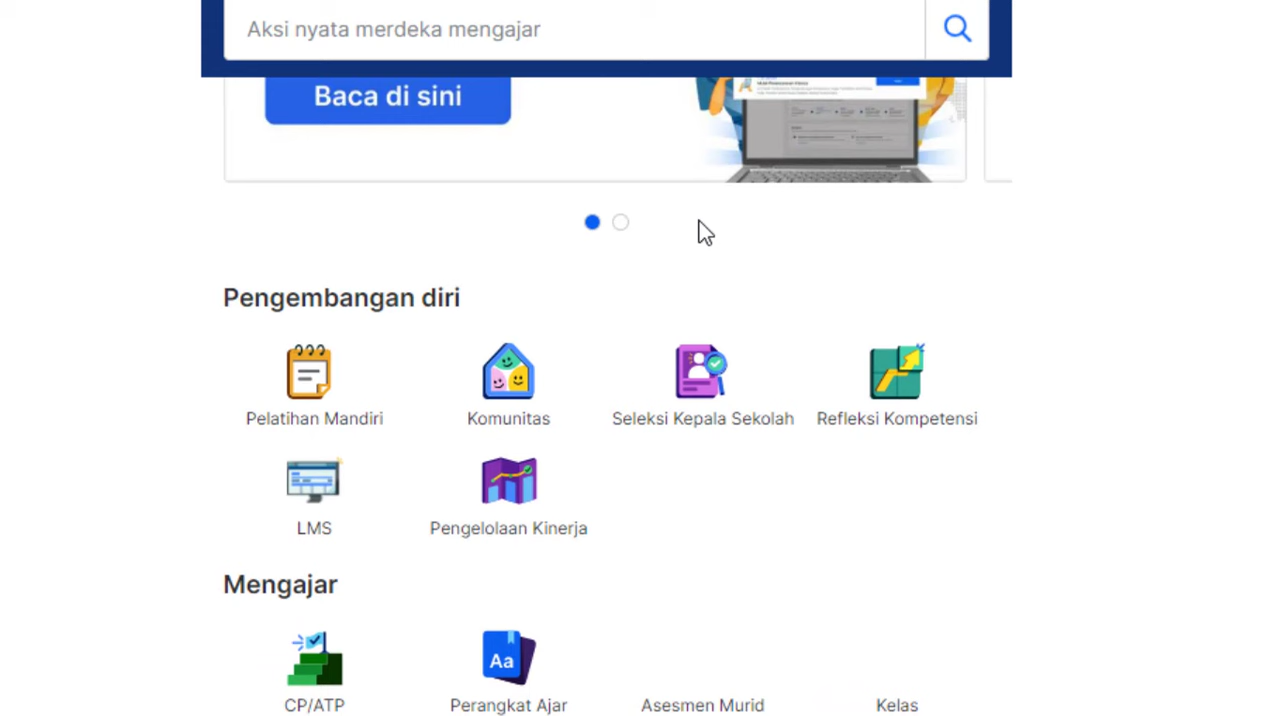 Aksi nyata merdeka mengajar
Baca di sini
Pengembangan diri
Pelatihan Mandiri
Komunitas
Seleksi Kepala Sekolah
Refleksi Kompetensi
LMS
Pengelolaan Kinerja
Mengajar
Aa
CP/ATP
Perangkat Ajar
Asesmen Murid
Kelas